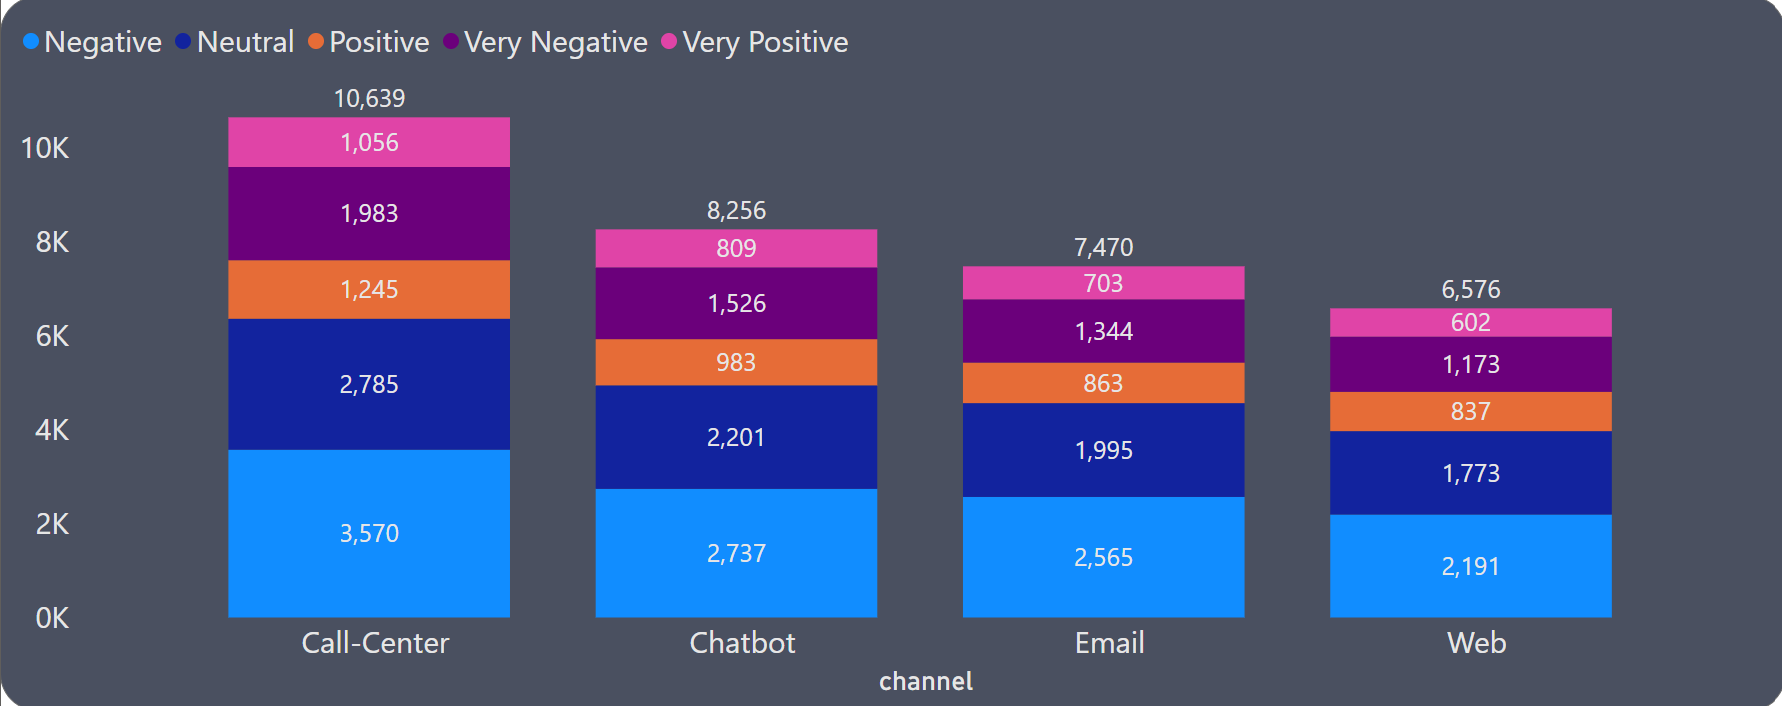 Negative Neutral Positive Very Negative Very Positive
10,639
10K
1,056
1,983
8,256
8K
809
7,470
1,245
1,526
703
6,576
6K
983
1,344
602
2,785
863
1,173
837
4K
2,201
1,995
1,773
2K
3,570
2,737
2,565
2,191
0K
Call-Center Chatbot Email Web
channel